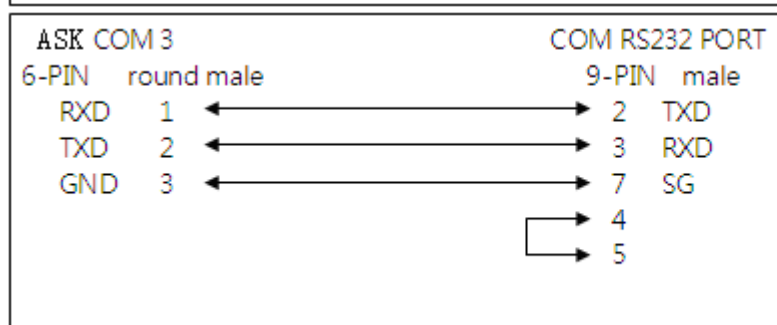 ASK COM 3 COM RS232 PORT
6-PIN round male 9-PIN male
RXD 1 2 TXD
TXD 2 3 RXD
GND 3 7 SG
4
5